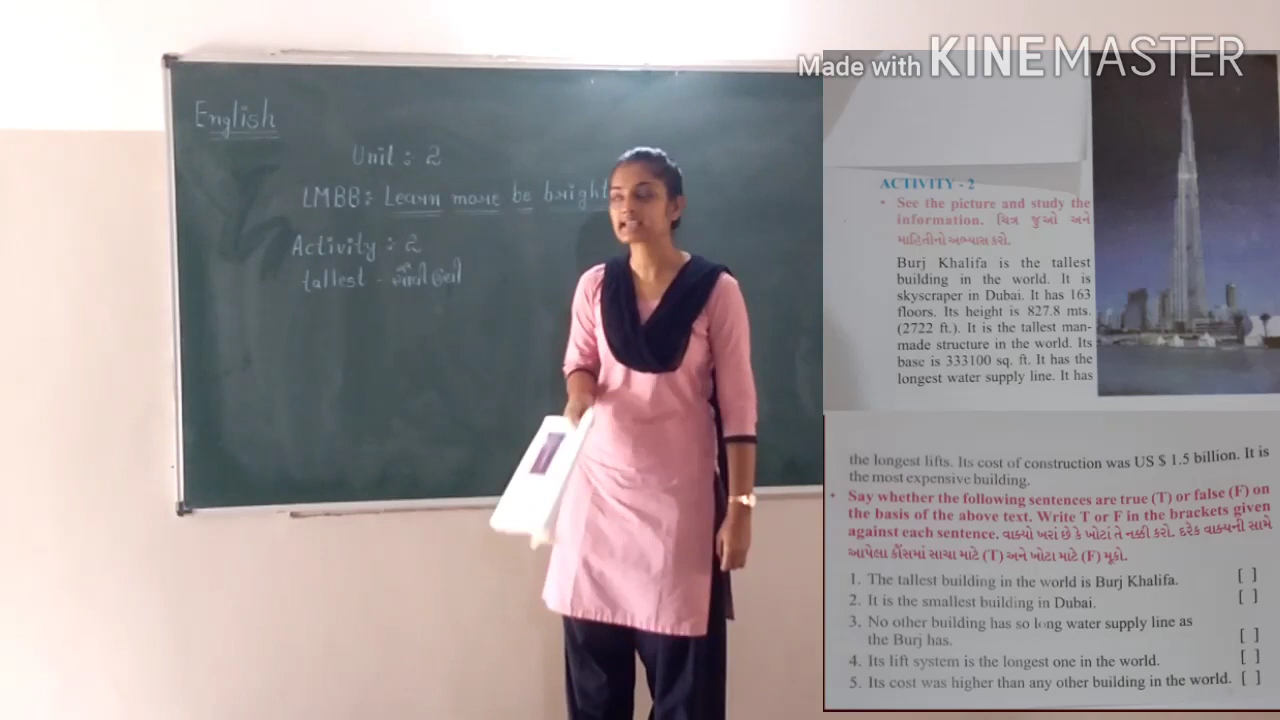 English
Unit : 2
LMBB : Learn more be bright
Activity : 2
tallest - સૌથી ઊંચી
Made with KINEMASTER
ACTIVITY - 2
• See the picture and study the
information. ચિત્ર જુઓ અને
માહિતીનો અભ્યાસ કરો.
Burj Khalifa is the tallest
building in the world. It is
skyscraper in Dubai. It has 163
floors. Its height is 827.8 mts.
(2722 ft.). It is the tallest man-
made structure in the world. Its
base is 333100 sq. ft. It has the
longest water supply line. It has
the longest lifts. Its cost of construction was US $ 1.5 billion. It is
the most expensive building.
• Say whether the following sentences are true (T) or false (F) on
the basis of the above text. Write T or F in the brackets given
against each sentence. વાક્યો ખરાં છે કે ખોટાં તે નક્કી કરો. દરેક વાક્યની સામે
આપેલા કૌંસમાં સાચા માટે (T) અને ખોટા માટે (F) મૂકો.
1. The tallest building in the world is Burj Khalifa. [ ]
2. It is the smallest building in Dubai. [ ]
3. No other building has so long water supply line as
the Burj has. [ ]
4. Its lift system is the longest one in the world. [ ]
5. Its cost was higher than any other building in the world. [ ]